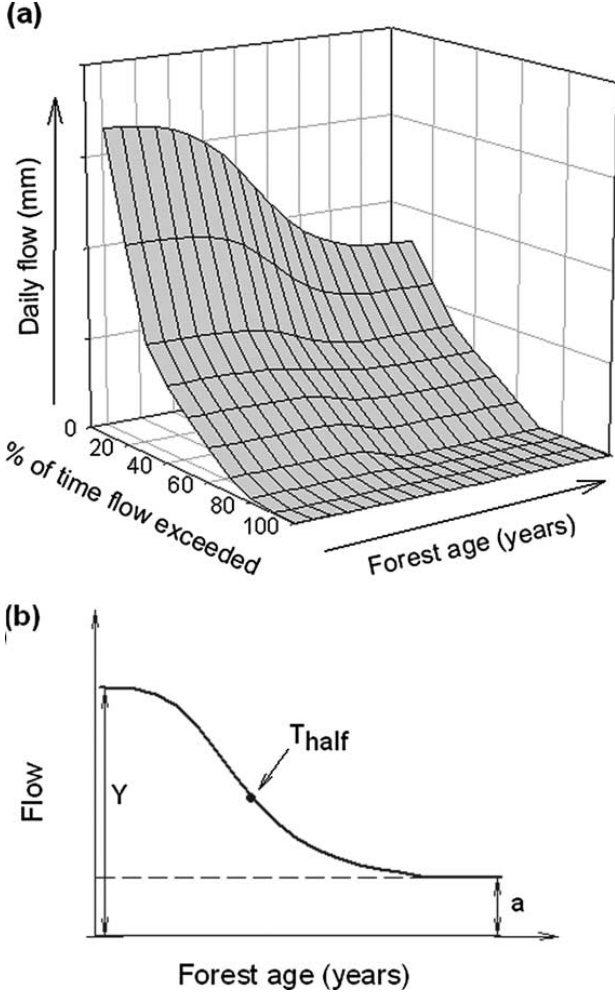 (a)
Daily flow (mm)
0
20
40
60
80
100
% of time flow exceeded
Forest age (years)
(b)
Flow
Y
Thalf
a
Forest age (years)